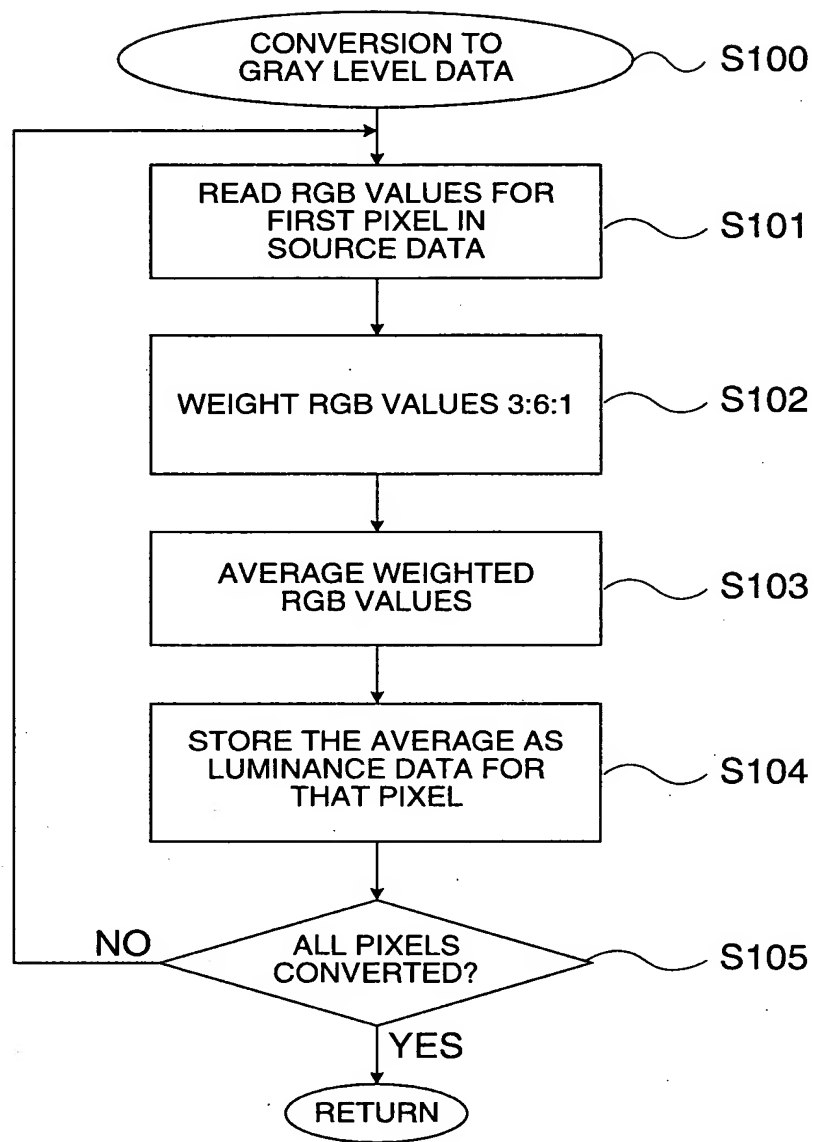 CONVERSION TO
GRAY LEVEL DATA
S100
READ RGB VALUES FOR
FIRST PIXEL IN
SOURCE DATA
S101
WEIGHT RGB VALUES 3:6:1
S102
AVERAGE WEIGHTED
RGB VALUES
S103
STORE THE AVERAGE AS
LUMINANCE DATA FOR
THAT PIXEL
S104
NO
ALL PIXELS
CONVERTED?
S105
YES
RETURN